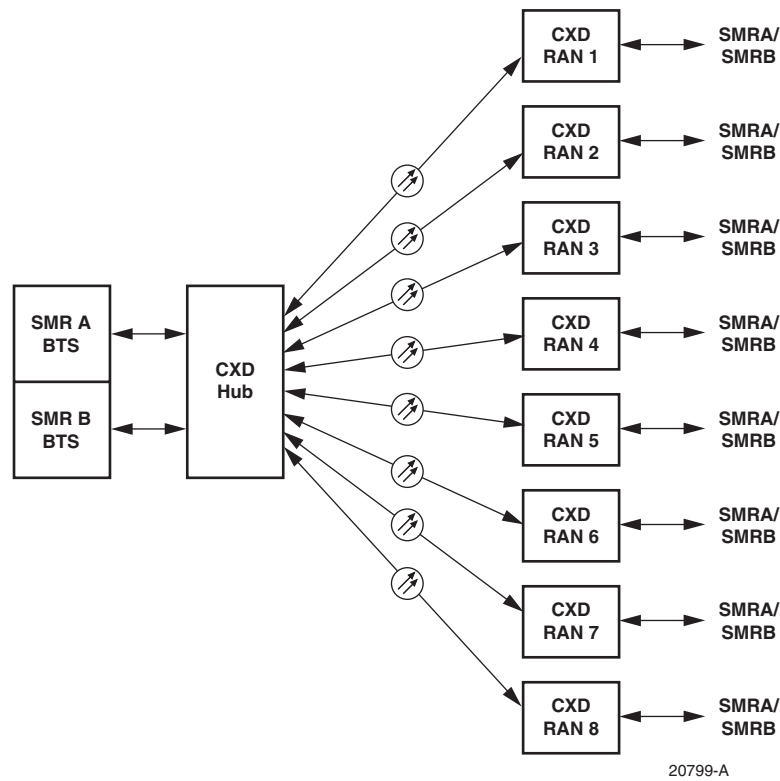 SMR A
BTS
SMR B
BTS
CXD
Hub
CXD
RAN 1
SMRA/
SMRB
CXD
RAN 2
SMRA/
SMRB
CXD
RAN 3
SMRA/
SMRB
CXD
RAN 4
SMRA/
SMRB
CXD
RAN 5
SMRA/
SMRB
CXD
RAN 6
SMRA/
SMRB
CXD
RAN 7
SMRA/
SMRB
CXD
RAN 8
SMRA/
SMRB
20799-A